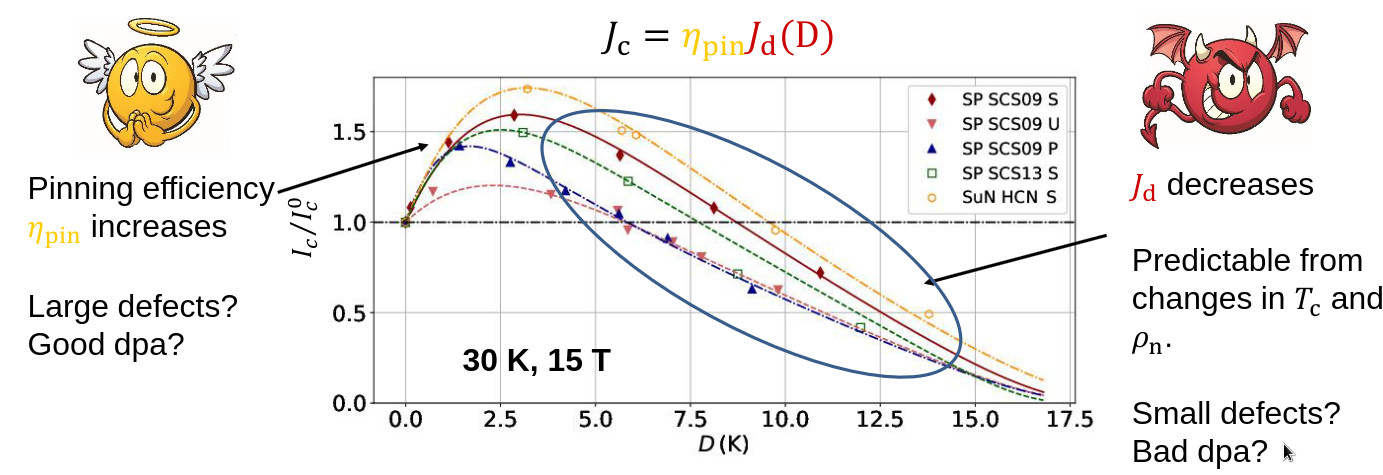 J_c = η_pin J_d(D)
Pinning efficiency
η_pin increases
Large defects?
Good dpa?
I_c/I_c^0
1.5
1.0
0.5
0.0
0.0 2.5 5.0 7.5 10.0 12.5 15.0 17.5
D (K)
30 K, 15 T
SP SCS09 S
SP SCS09 U
SP SCS09 P
SP SCS13 S
SuN HCN S
J_d decreases
Predictable from
changes in T_c and
ρ_n.
Small defects?
Bad dpa?